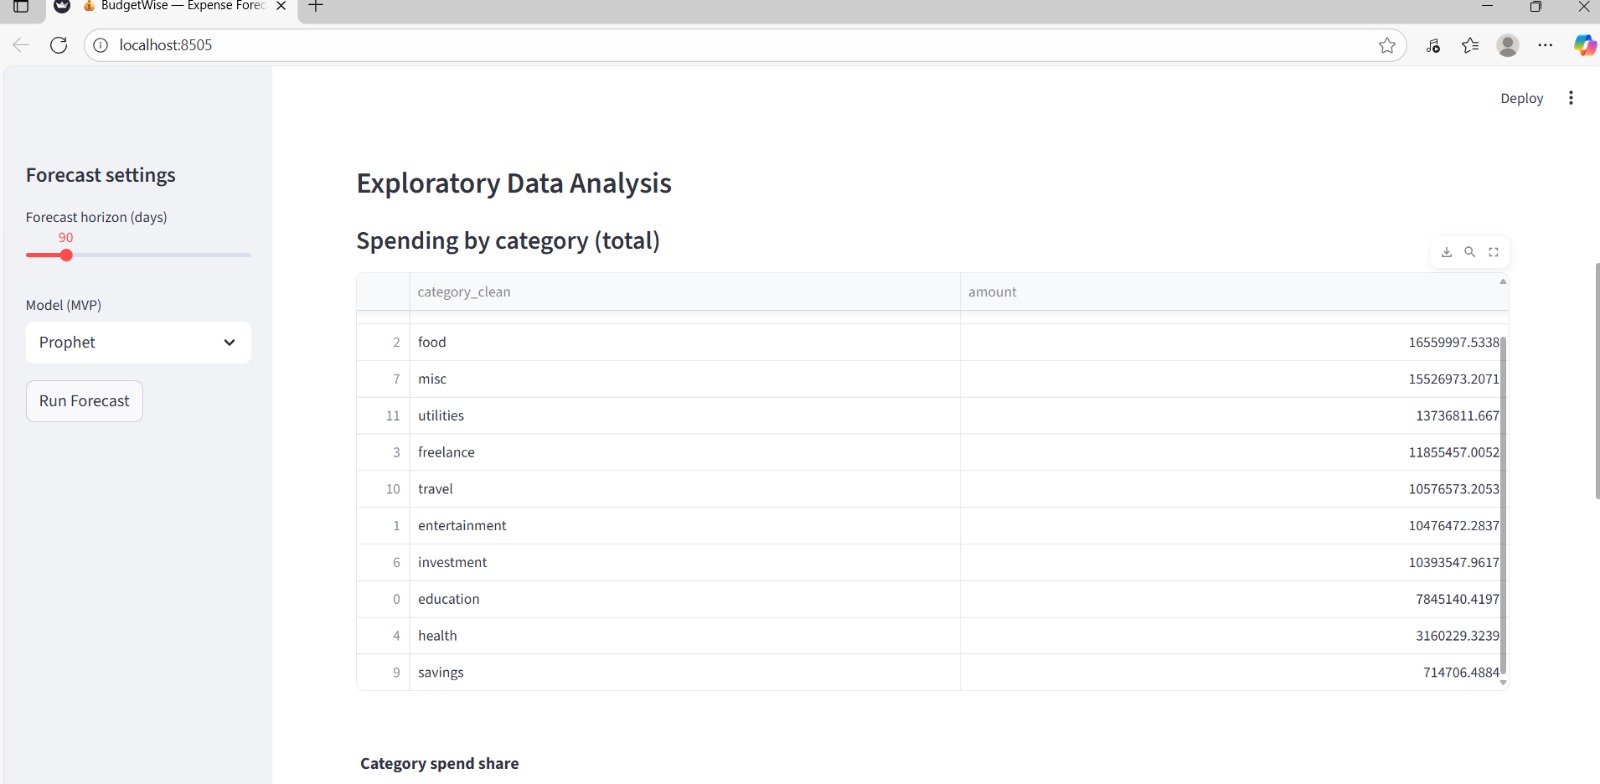 BudgetWise — Expense Forec
localhost:8505
Deploy
Forecast settings
Forecast horizon (days)
90
Model (MVP)
Prophet
Run Forecast
Exploratory Data Analysis
Spending by category (total)
category_clean amount
2 food 16559997.5338
7 misc 15526973.2071
11 utilities 13736811.667
3 freelance 11855457.0052
10 travel 10576573.2053
1 entertainment 10476472.2837
6 investment 10393547.9617
0 education 7845140.4197
4 health 3160229.3239
9 savings 714706.4884
Category spend share